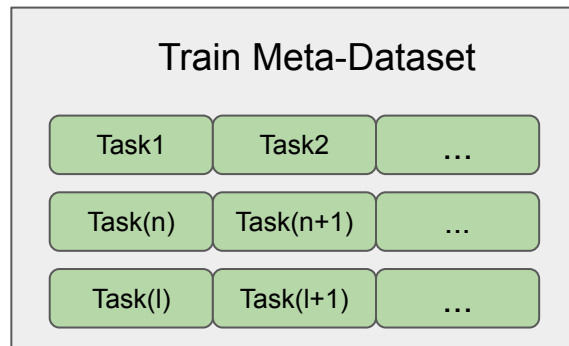 Train Meta-Dataset
Task1 Task2 ...
Task(n) Task(n+1) ...
Task(l) Task(l+1) ...